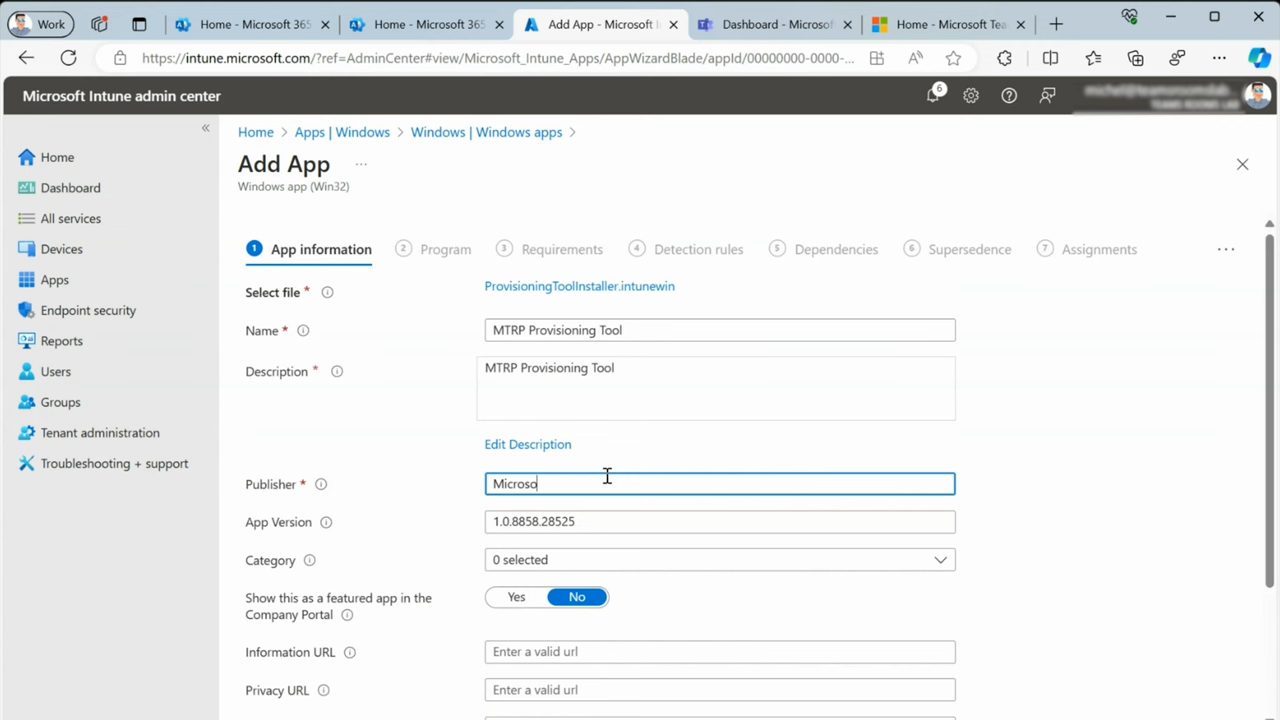 Work
Home - Microsoft 365
Home - Microsoft 365
Add App - Microsoft I
Dashboard - Microsof
Home - Microsoft Tea
https://intune.microsoft.com/?ref=AdminCenter#view/Microsoft_Intune_Apps/AppWizardBlade/appId/00000000-0000-...
Microsoft Intune admin center
6
TEAMS ROOMS LAB
Home > Apps | Windows > Windows | Windows apps >
Add App ...
Windows app (Win32)
Home
Dashboard
All services
Devices
Apps
Endpoint security
Reports
Users
Groups
Tenant administration
Troubleshooting + support
1 App information
2 Program
3 Requirements
4 Detection rules
5 Dependencies
6 Supersedence
7 Assignments
...
Select file *
ProvisioningToolInstaller.intunewin
Name *
MTRP Provisioning Tool
Description *
MTRP Provisioning Tool
Edit Description
Publisher *
Microso
App Version
1.0.8858.28525
Category
0 selected
Show this as a featured app in the
Company Portal
Yes
No
Information URL
Enter a valid url
Privacy URL
Enter a valid url